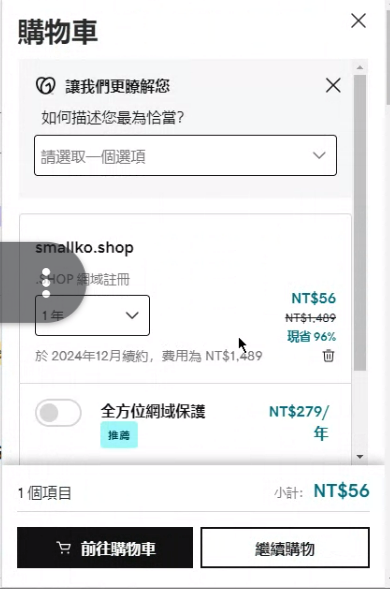 購物車
讓我們更瞭解您
如何描述您最為恰當?
請選取一個選項
smallko.shop
.SHOP 網域註冊
NT$56
1 年
NT$1,489
現省 96%
於 2024年12月續約，費用為 NT$1,489
全方位網域保護
NT$279/
年
推薦
1 個項目
小計: NT$56
前往購物車
繼續購物